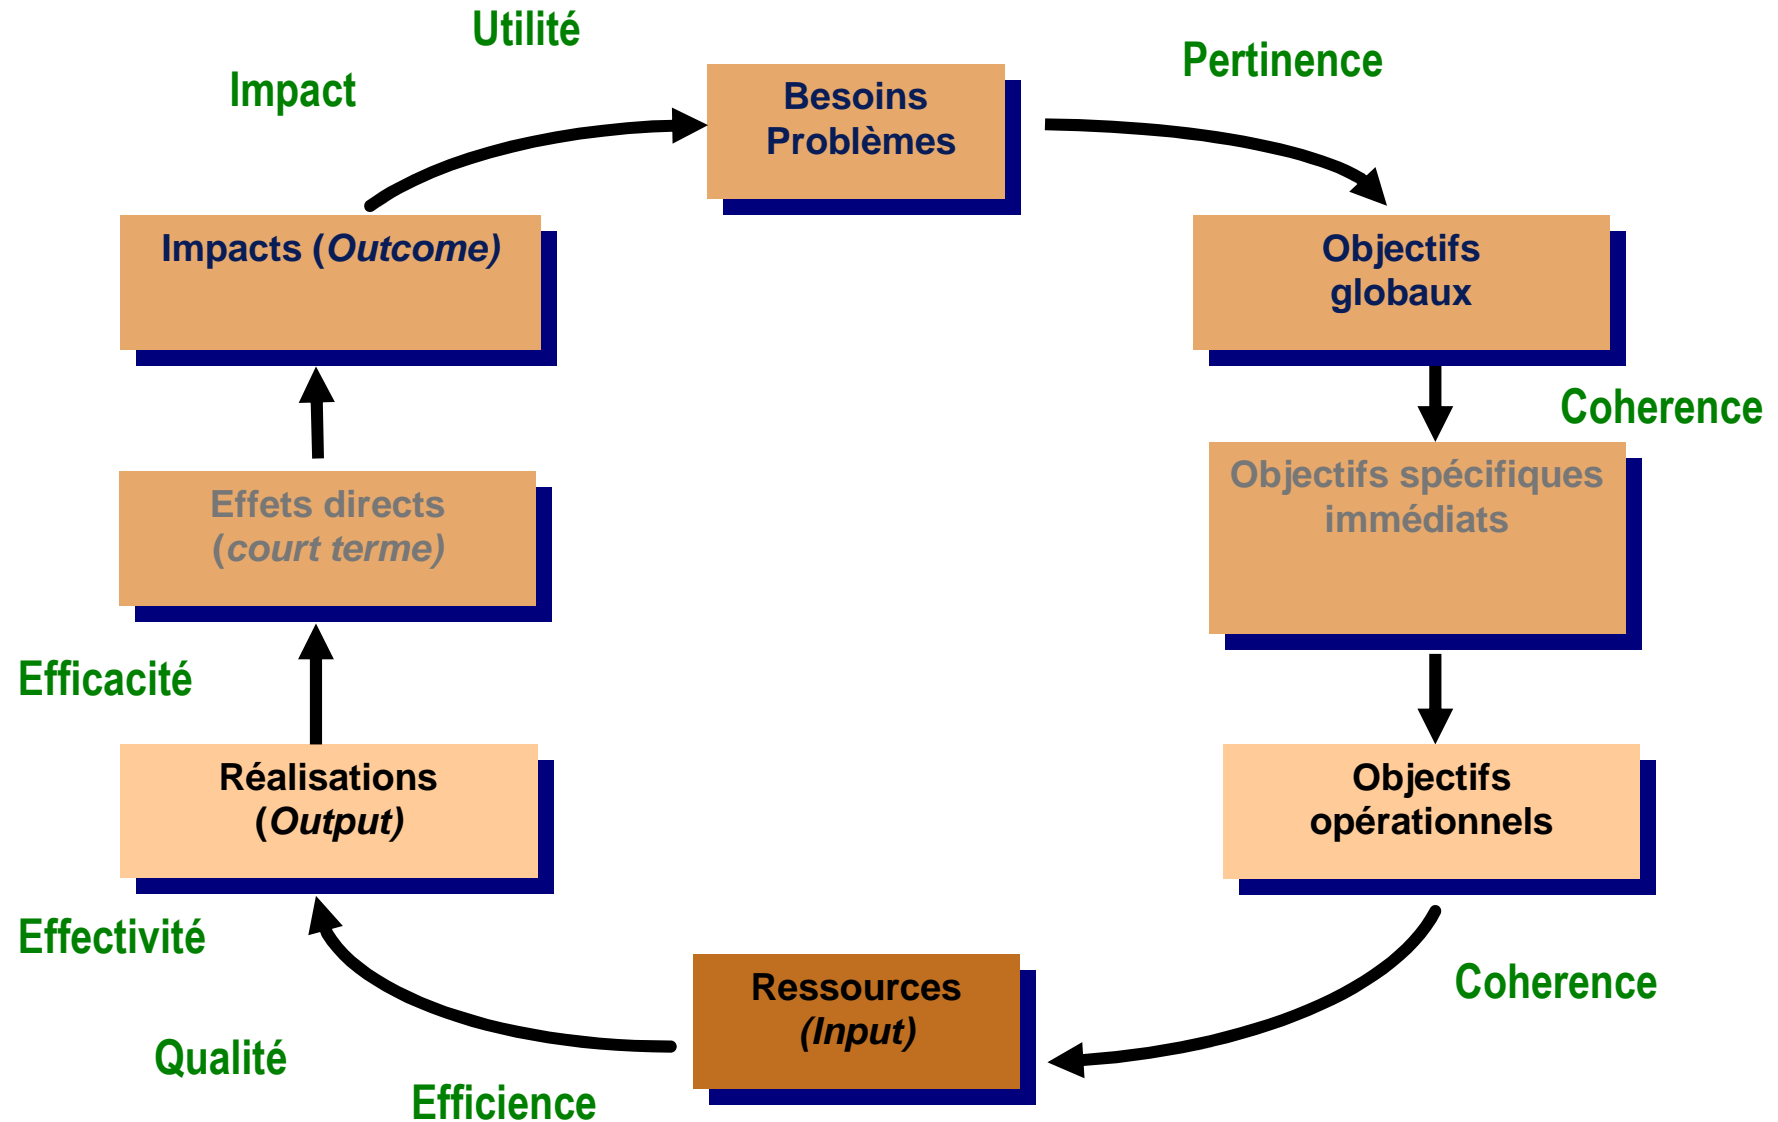 Utilité
Pertinence
Impact
Besoins
Problèmes
Impacts (Outcome)
Objectifs
globaux
Coherence
Objectifs spécifiques
immédiats
Effets directs
(court terme)
Efficacité
Réalisations
(Output)
Objectifs
opérationnels
Effectivité
Ressources
(Input)
Coherence
Qualité
Efficience